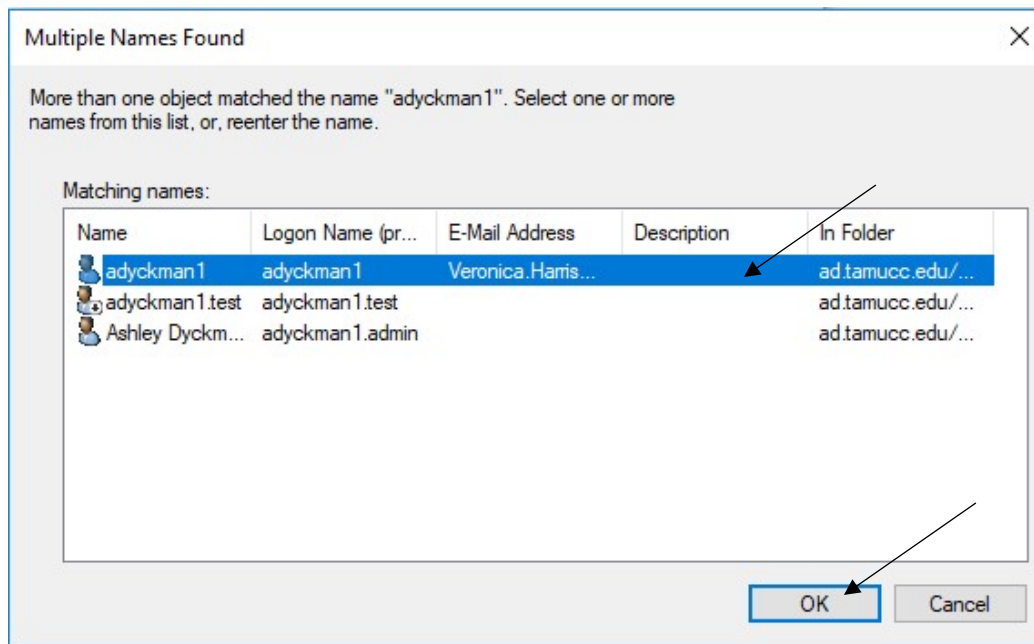 Multiple Names Found
More than one object matched the name "adyckman1". Select one or more
names from this list, or, reenter the name.
Matching names:
Name Logon Name (pr... E-Mail Address Description In Folder
adyckman1 adyckman1 Veronica.Harris... ad.tamucc.edu/...
adyckman1.test adyckman1.test ad.tamucc.edu/...
Ashley Dyckm... adyckman1.admin ad.tamucc.edu/...
OK Cancel